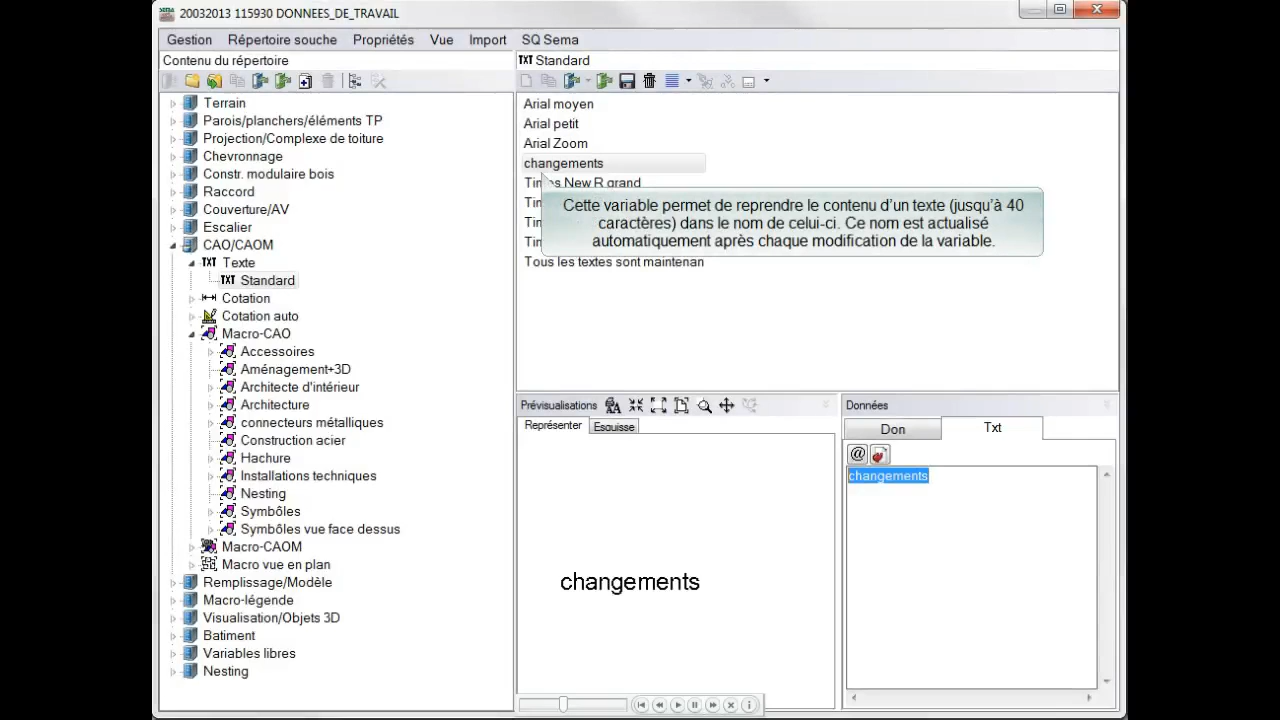 20032013 115930 DONNEES_DE_TRAVAIL
Gestion Répertoire souche Propriétés Vue Import SQ Sema
Contenu du répertoire
TXT Standard
Terrain
Parois/planchers/éléments TP
Projection/Complexe de toiture
Chevronnage
Constr. modulaire bois
Raccord
Couverture/AV
Escalier
CAO/CAOM
TXT Texte
TXT Standard
Cotation
Cotation auto
Macro-CAO
Accessoires
Aménagement+3D
Architecte d'intérieur
Architecture
connecteurs métalliques
Construction acier
Hachure
Installations techniques
Nesting
Symbôles
Symbôles vue face dessus
Macro-CAOM
Macro vue en plan
Remplissage/Modèle
Macro-légende
Visualisation/Objets 3D
Batiment
Variables libres
Nesting
Arial moyen
Arial petit
Arial Zoom
changements
Times New R grand
Cette variable permet de reprendre le contenu d'un texte (jusqu'à 40
caractères) dans le nom de celui-ci. Ce nom est actualisé
automatiquement après chaque modification de la variable.
Tous les textes sont maintenan
Prévisualisations
Représenter Esquisse
changements
Données
Don Txt
@
changements